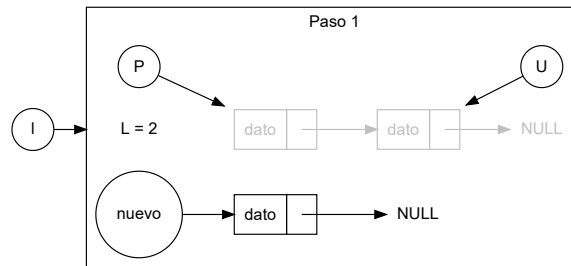 Paso 1
P
U
I
L = 2
dato
dato
NULL
nuevo
dato
NULL